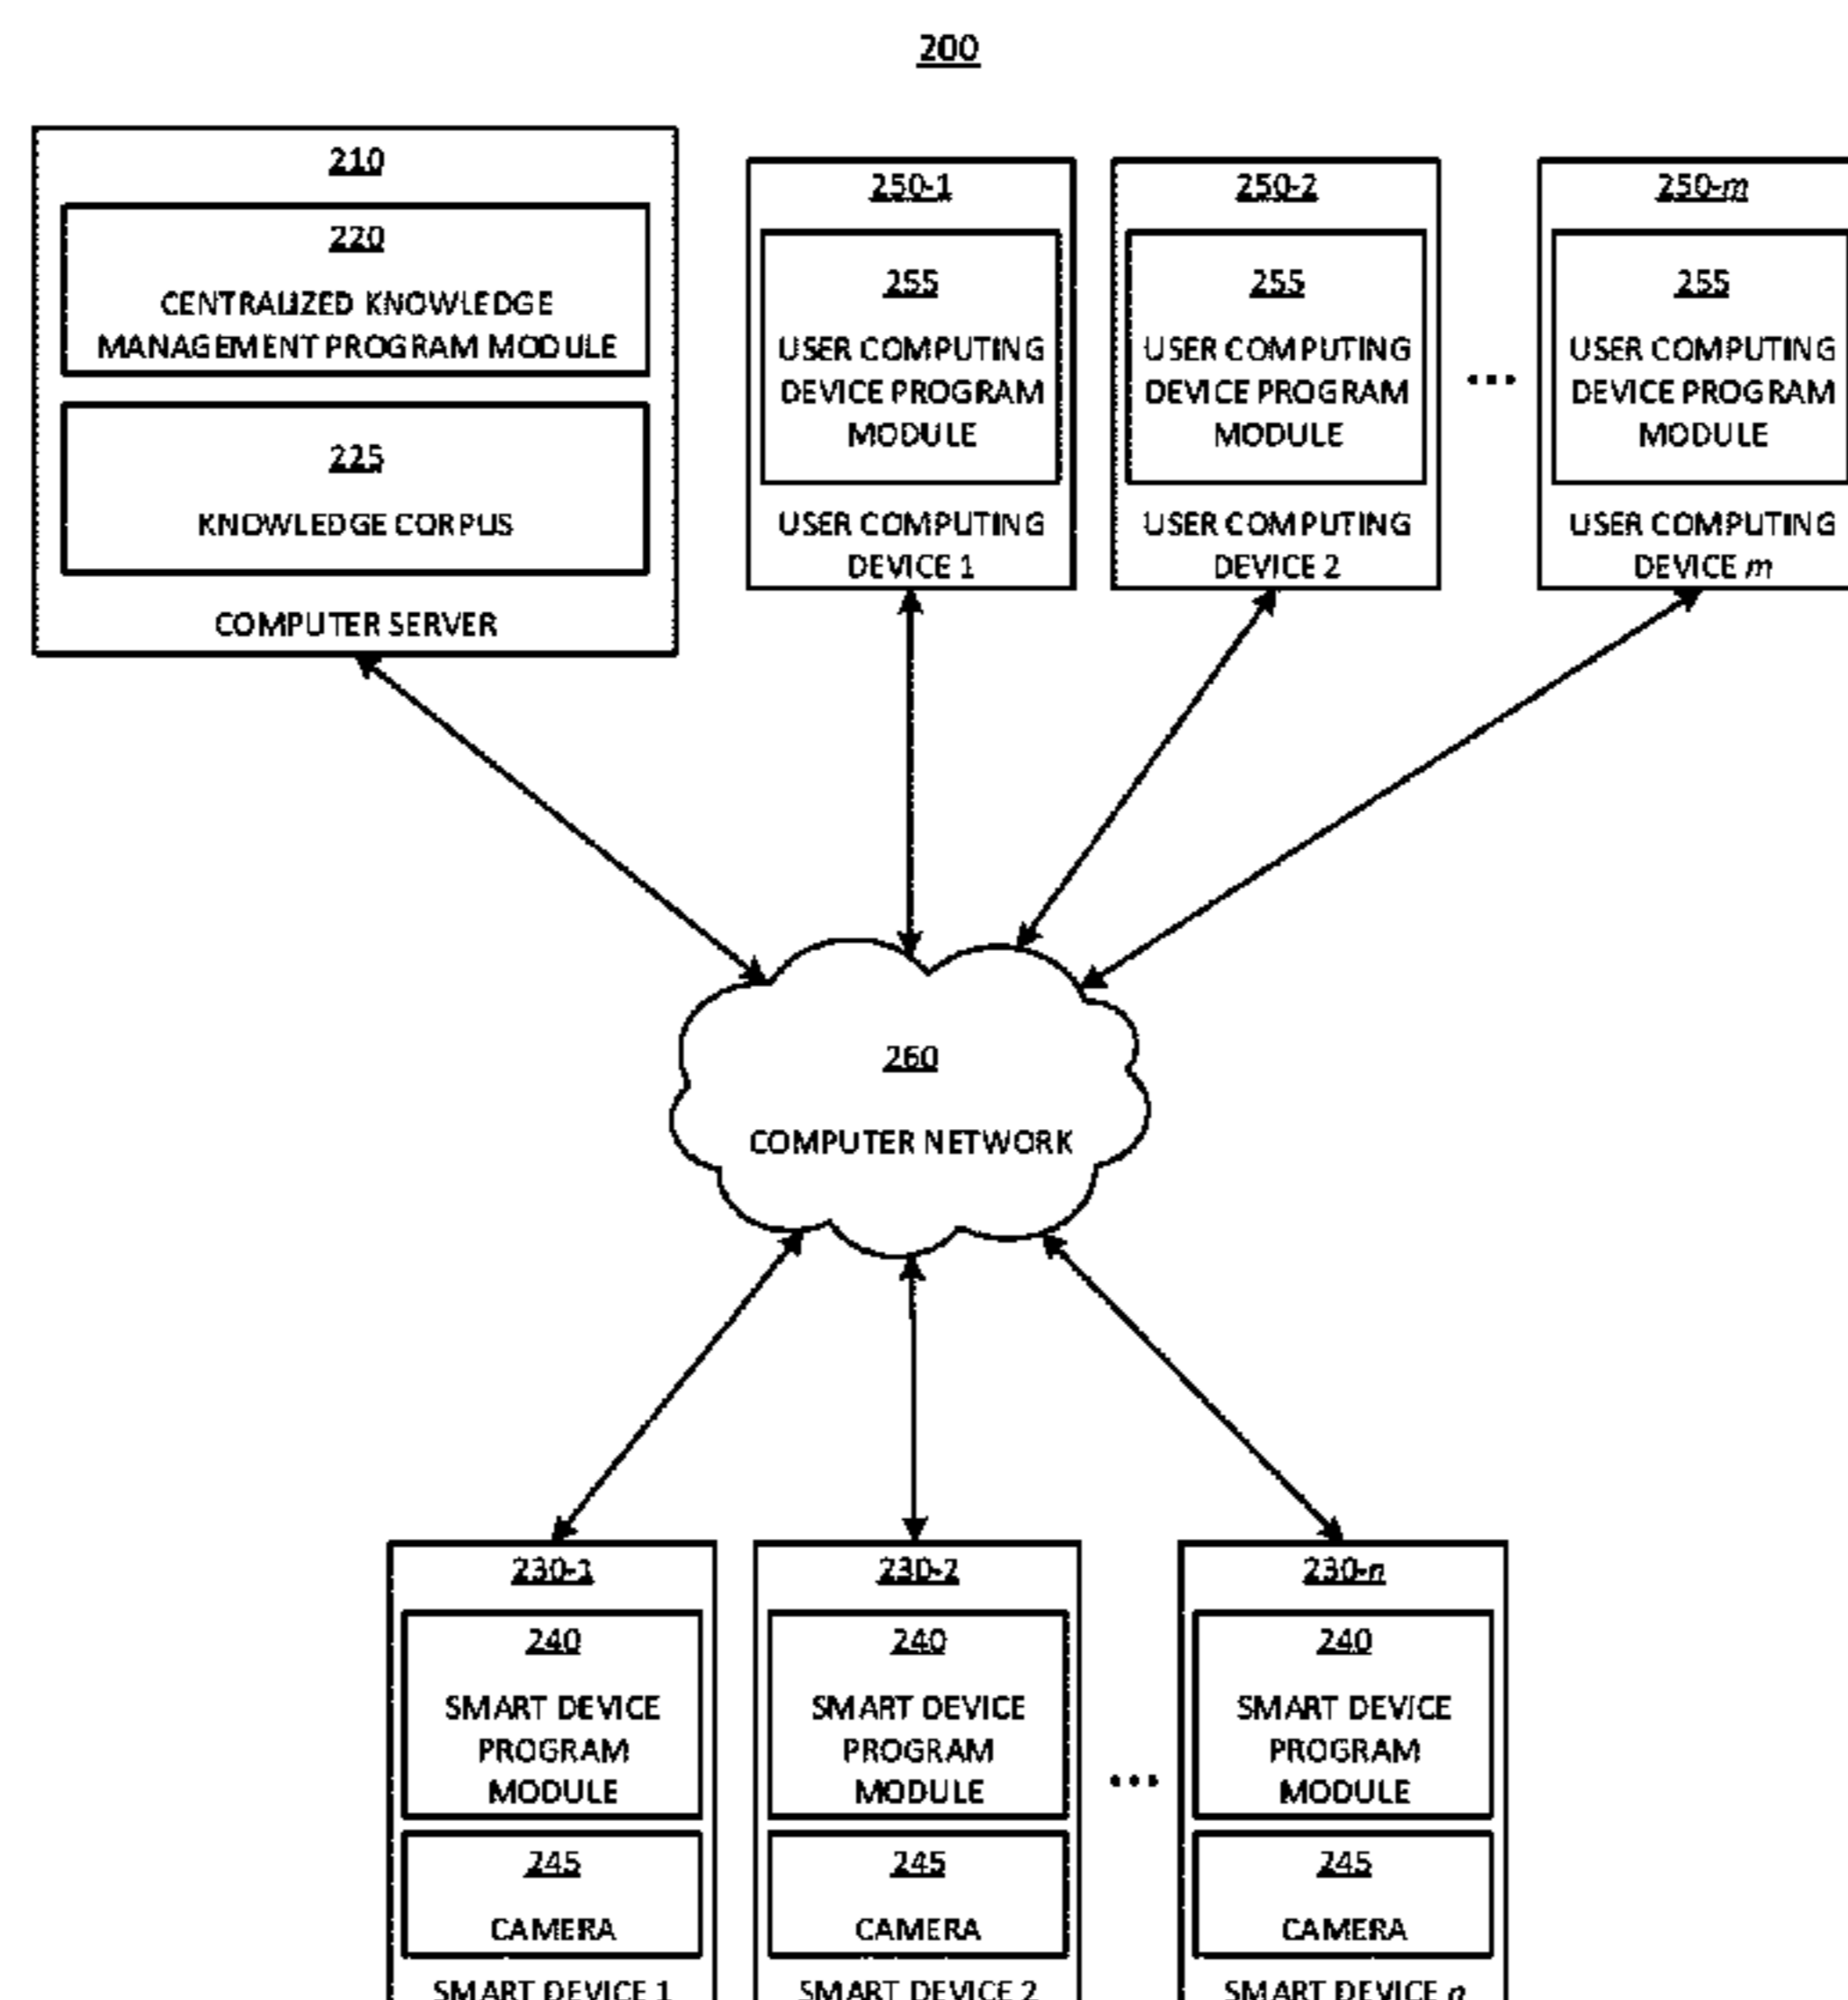 200
210
220
CENTRALIZED KNOWLEDGE
MANAGEMENT PROGRAM MODULE
225
KNOWLEDGE CORPUS
COMPUTER SERVER
250-1
255
USER COMPUTING
DEVICE PROGRAM
MODULE
USER COMPUTING
DEVICE 1
250-2
255
USER COMPUTING
DEVICE PROGRAM
MODULE
USER COMPUTING
DEVICE 2
...
250-m
255
USER COMPUTING
DEVICE PROGRAM
MODULE
USER COMPUTING
DEVICE m
260
COMPUTER NETWORK
230-1
240
SMART DEVICE
PROGRAM
MODULE
245
CAMERA
SMART DEVICE 1
230-2
240
SMART DEVICE
PROGRAM
MODULE
245
CAMERA
SMART DEVICE 2
...
230-n
240
SMART DEVICE
PROGRAM
MODULE
245
CAMERA
SMART DEVICE n